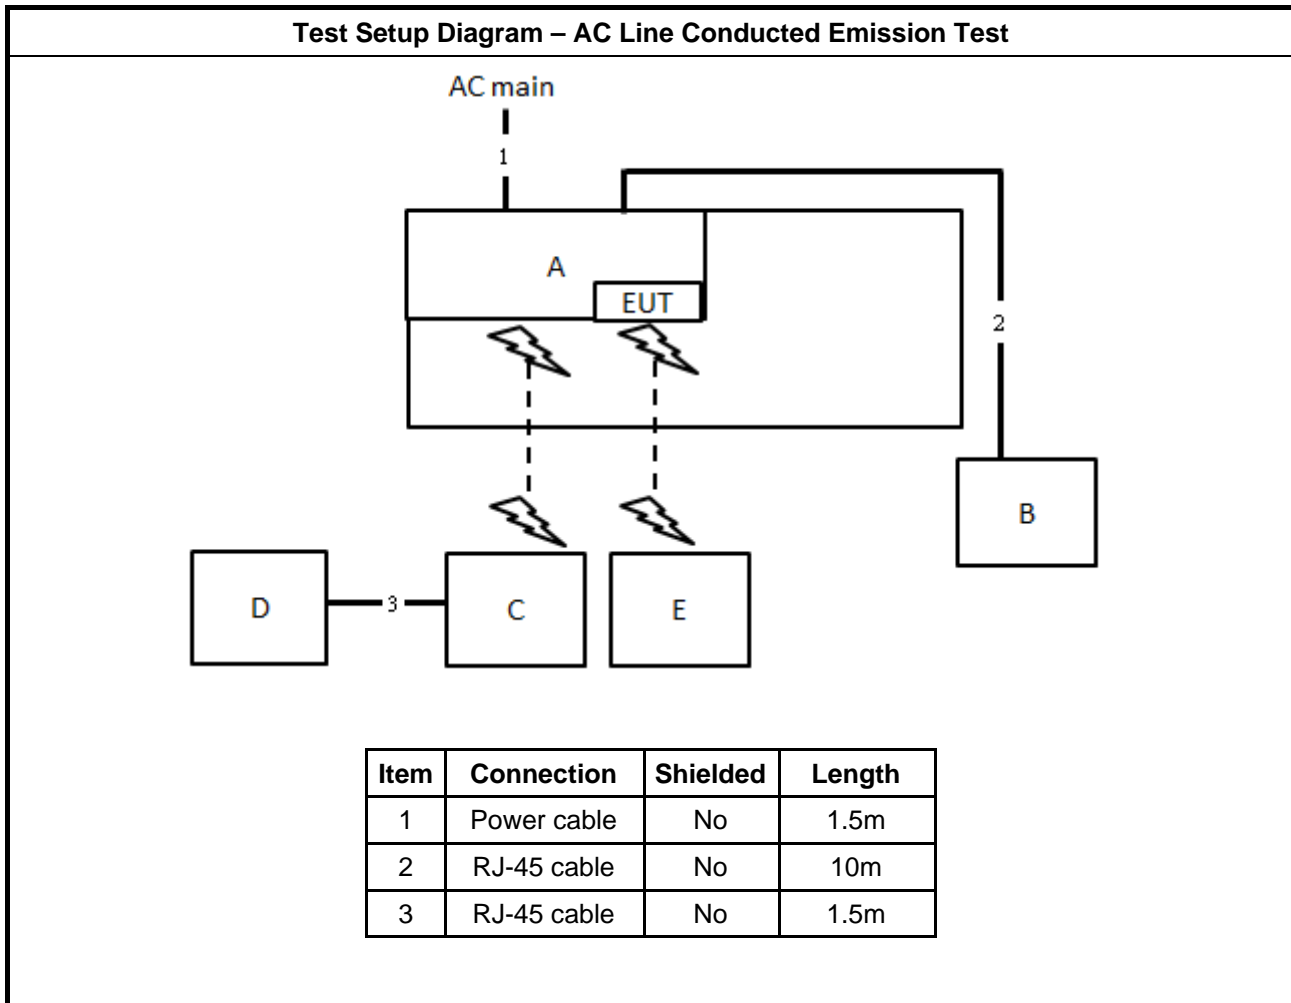 Test Setup Diagram – AC Line Conducted Emission Test
AC main
1
A
EUT
2
B
D
3
C
E
Item Connection Shielded Length
1 Power cable No 1.5m
2 RJ-45 cable No 10m
3 RJ-45 cable No 1.5m